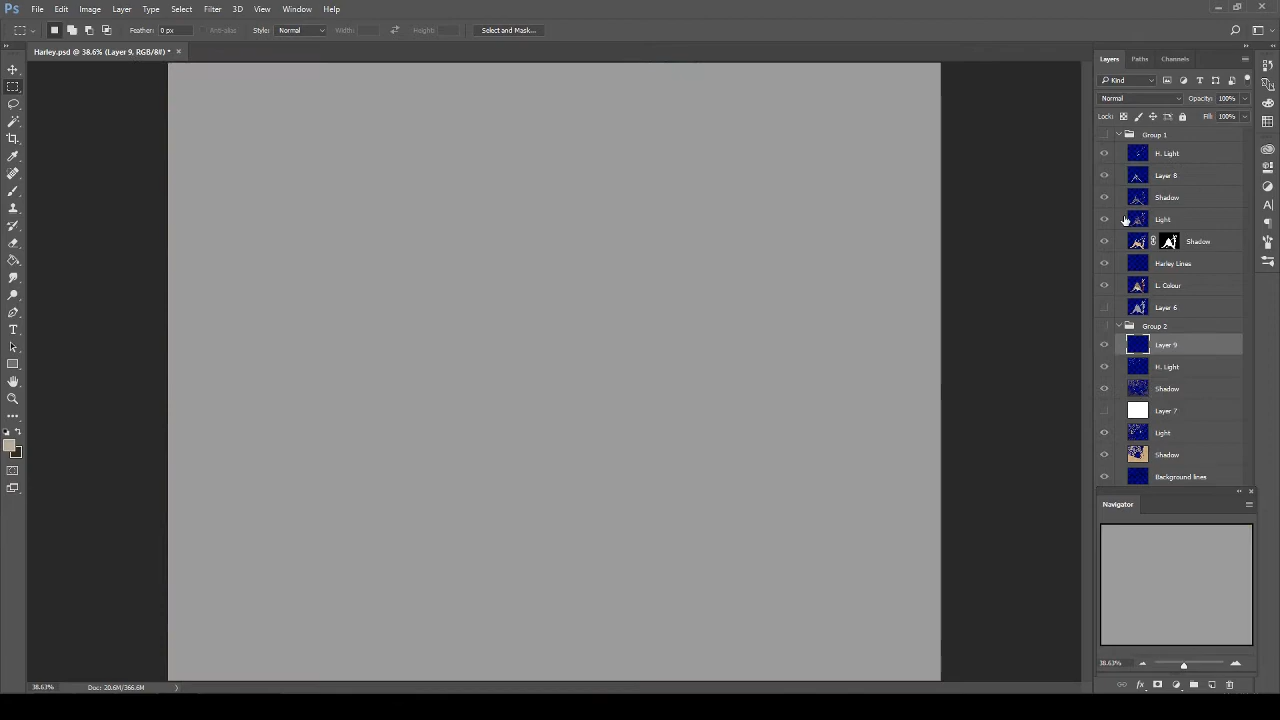 Ps File Edit Image Layer Type Select Filter 3D View Window Help
Feather: 0 px Anti-alias Style: Normal Width: Height: Select and Mask...
Harley.psd @ 38.6% (Layer 9, RGB/8#) * ×
Layers Paths Channels
Kind
Normal Opacity: 100%
Lock: Fill: 100%
Group 1
H. Light
Layer 8
Shadow
Light
Shadow
Harley Lines
L. Colour
Layer 6
Group 2
Layer 9
H. Light
Shadow
Layer 7
Light
Shadow
Background lines
Navigator
38.63%
38.63% Doc: 20.6M/366.6M